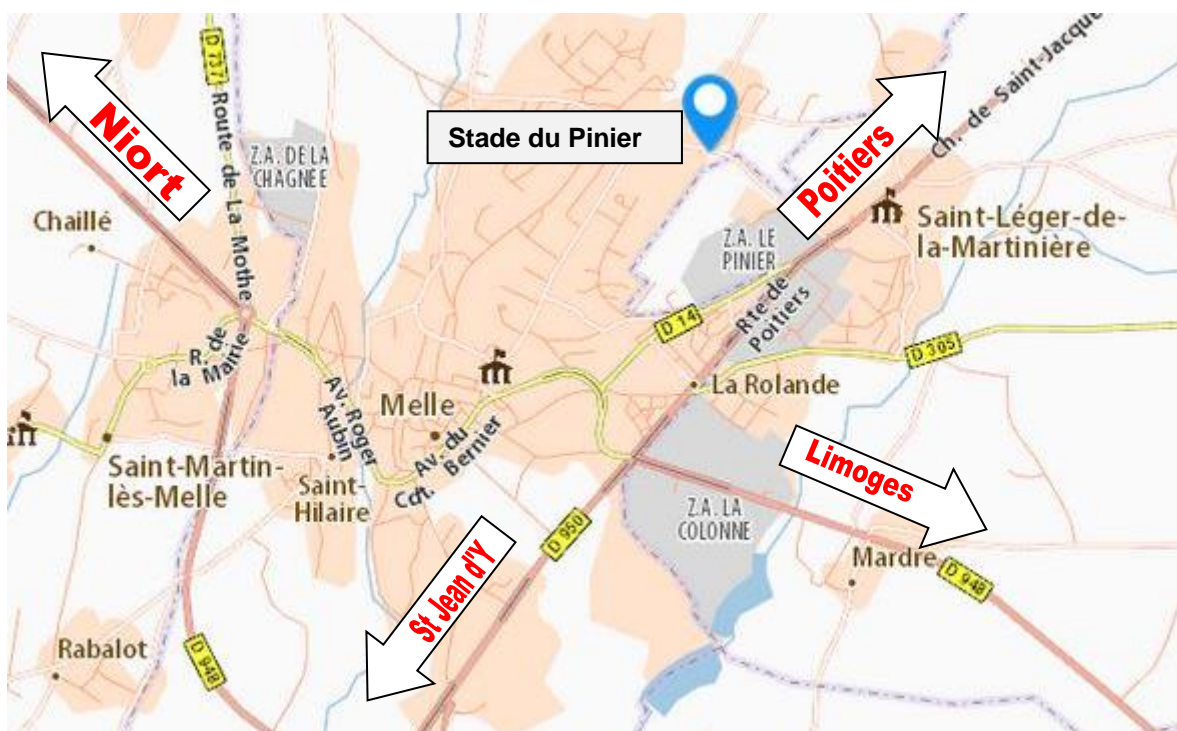 D 737
Route de La Mothe
Niort
Z.A. DE LA
CHAGNÉE
Chaillé
Stade du Pinier
Poitiers
Ch. de Saint-Jacque
Saint-Léger-de-
la-Martinière
Z.A. LE
PINIER
D 14
Rte de
Poitiers
D 305
La Rolande
R. de
la Mairie
Av. Roger
Aubin
Melle
Av. du
Cdt. Bernier
Saint-Martin-
lès-Melle
Saint-
Hilaire
Limoges
Z.A. LA
COLONNE
D 950
St Jean d'Y
Mardre
D 948
Rabalot
D 948